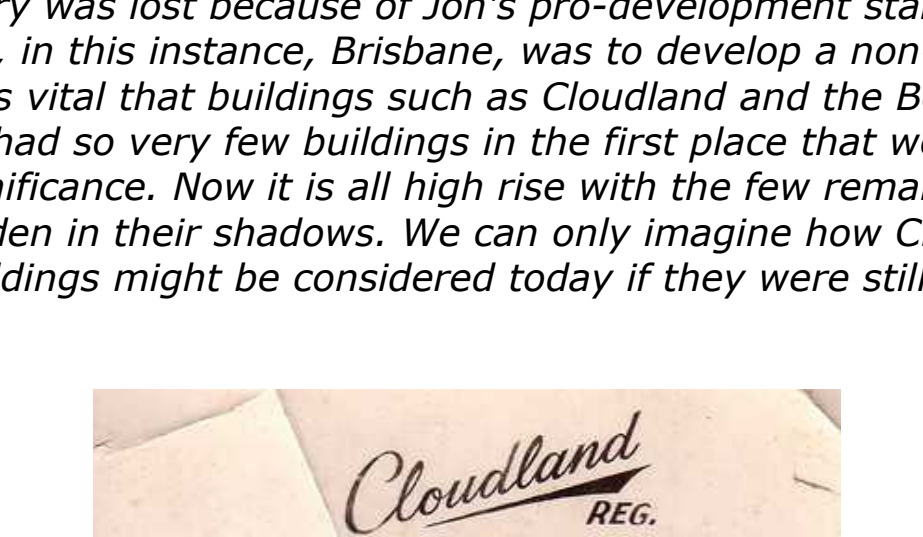 ry was lost because of Joh's pro-development sta
, in this instance, Brisbane, was to develop a non
s vital that buildings such as Cloudland and the B
had so very few buildings in the first place that w
nificance. Now it is all high rise with the few rema
den in their shadows. We can only imagine how C
ldings might be considered today if they were still
Cloudland
REG.